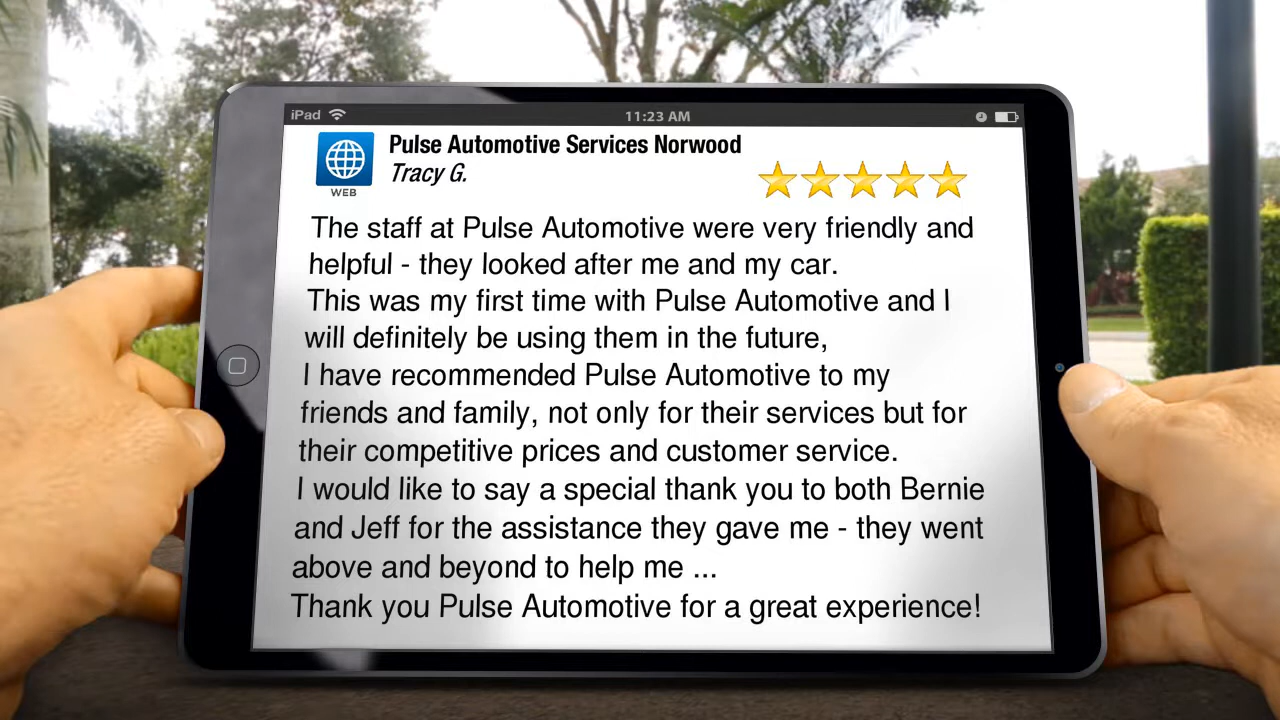 iPad 11:23 AM
Pulse Automotive Services Norwood
Tracy G.
WEB
The staff at Pulse Automotive were very friendly and
helpful - they looked after me and my car.
This was my first time with Pulse Automotive and I
will definitely be using them in the future,
I have recommended Pulse Automotive to my
friends and family, not only for their services but for
their competitive prices and customer service.
I would like to say a special thank you to both Bernie
and Jeff for the assistance they gave me - they went
above and beyond to help me ...
Thank you Pulse Automotive for a great experience!